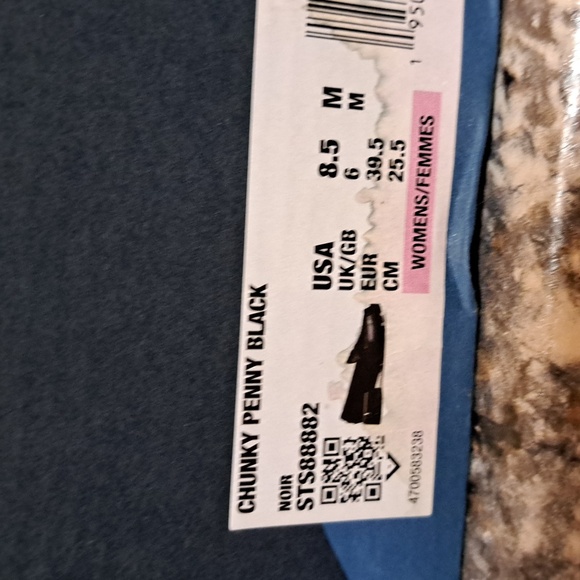 CHUNKY PENNY BLACK
NOIR
STS88882
USA 8.5 M
UK/GB 6 M
EUR 39.5
CM 25.5
WOMENS/FEMMES
4700583238